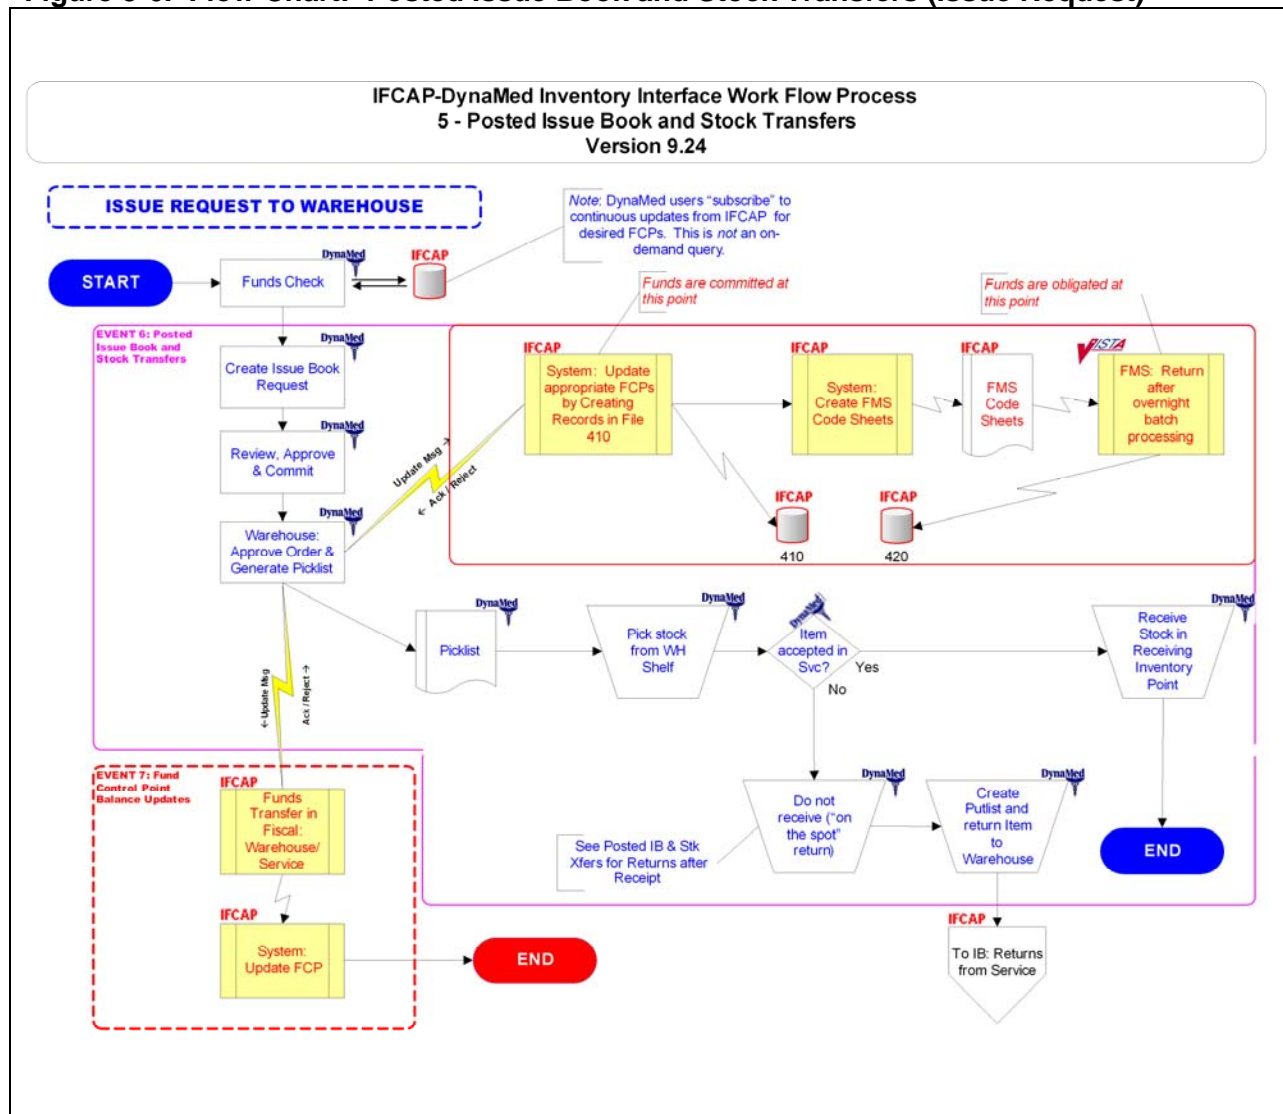 IFCAP-DynaMed Inventory Interface Work Flow Process
5 - Posted Issue Book and Stock Transfers
Version 9.24
ISSUE REQUEST TO WAREHOUSE
Note: DynaMed users “subscribe” to
continuous updates from IFCAP for
desired FCPs. This is not an on-
demand query.
START
DynaMed
Funds Check
IFCAP
Funds are committed at
this point
Funds are obligated at
this point
EVENT 6: Posted
Issue Book and
Stock Transfers
DynaMed
Create Issue Book
Request
DynaMed
Review, Approve
& Commit
DynaMed
Warehouse:
Approve Order &
Generate Picklist
Update Msg →
← Ack / Reject
IFCAP
System: Update
appropriate FCPs
by Creating
Records in File
410
IFCAP
System:
Create FMS
Code Sheets
IFCAP
FMS
Code
Sheets
VISTA
FMS: Return
after
overnight
batch
processing
IFCAP
410
IFCAP
420
DynaMed
Picklist
DynaMed
Pick stock
from WH
Shelf
DynaMed
Item
accepted in
Svc?
Yes
No
DynaMed
Receive
Stock in
Receiving
Inventory
Point
← Update Msg
Ack / Reject →
EVENT 7: Fund
Control Point
Balance Updates
IFCAP
Funds
Transfer in
Fiscal:
Warehouse/
Service
IFCAP
System:
Update FCP
END
See Posted IB & Stk
Xfers for Returns after
Receipt
DynaMed
Do not
receive (“on
the spot”
return)
DynaMed
Create
Putlist and
return Item
to
Warehouse
END
IFCAP
To IB: Returns
from Service